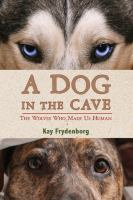 A DOG
IN THE CAVE
THE WOLVES WHO MADE US HUMAN
Kay Frydenborg